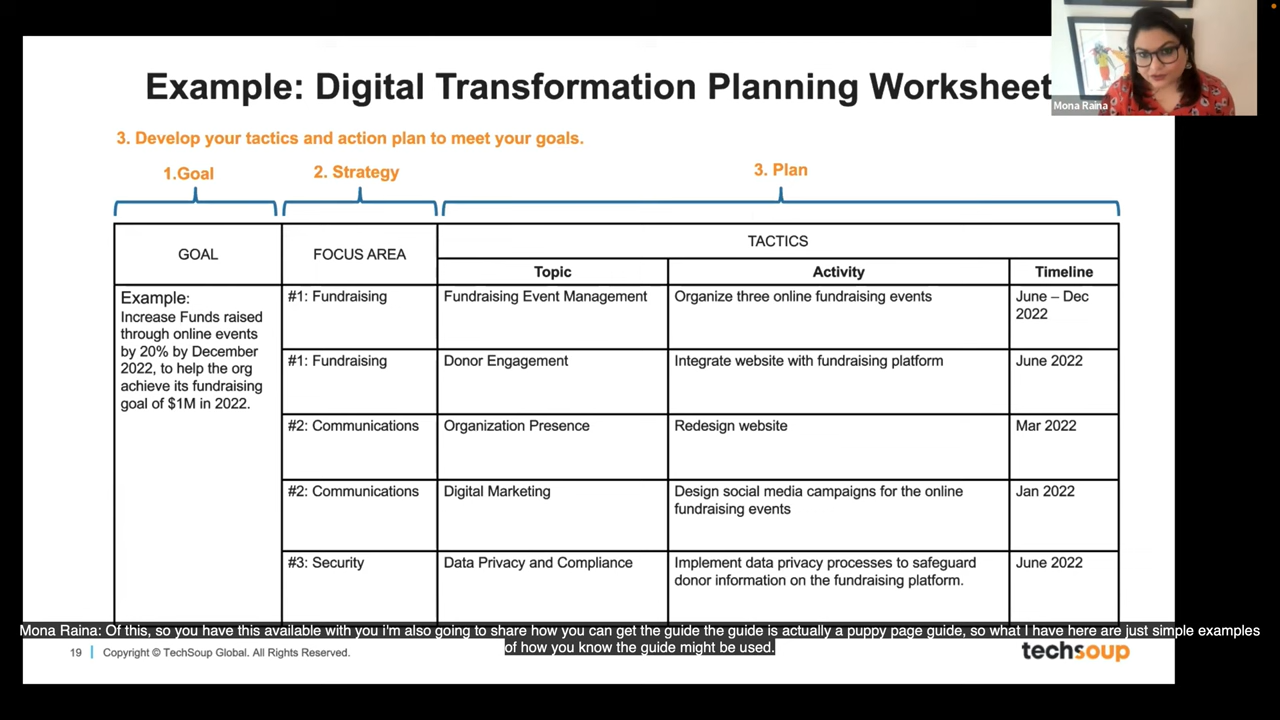 Example: Digital Transformation Planning Worksheet
Mona Raina
3. Develop your tactics and action plan to meet your goals.
1.Goal
2. Strategy
3. Plan
GOAL
FOCUS AREA
TACTICS
Topic
Activity
Timeline
Example:
Increase Funds raised
through online events
by 20% by December
2022, to help the org
achieve its fundraising
goal of $1M in 2022.
#1: Fundraising
Fundraising Event Management
Organize three online fundraising events
June – Dec
2022
#1: Fundraising
Donor Engagement
Integrate website with fundraising platform
June 2022
#2: Communications
Organization Presence
Redesign website
Mar 2022
#2: Communications
Digital Marketing
Design social media campaigns for the online
fundraising events
Jan 2022
#3: Security
Data Privacy and Compliance
Implement data privacy processes to safeguard
donor information on the fundraising platform.
June 2022
Mona Raina: Of this, so you have this available with you i'm also going to share how you can get the guide the guide is actually a puppy page guide, so what I have here are just simple examples
of how you know the guide might be used.
19 | Copyright © TechSoup Global. All Rights Reserved.
techsoup